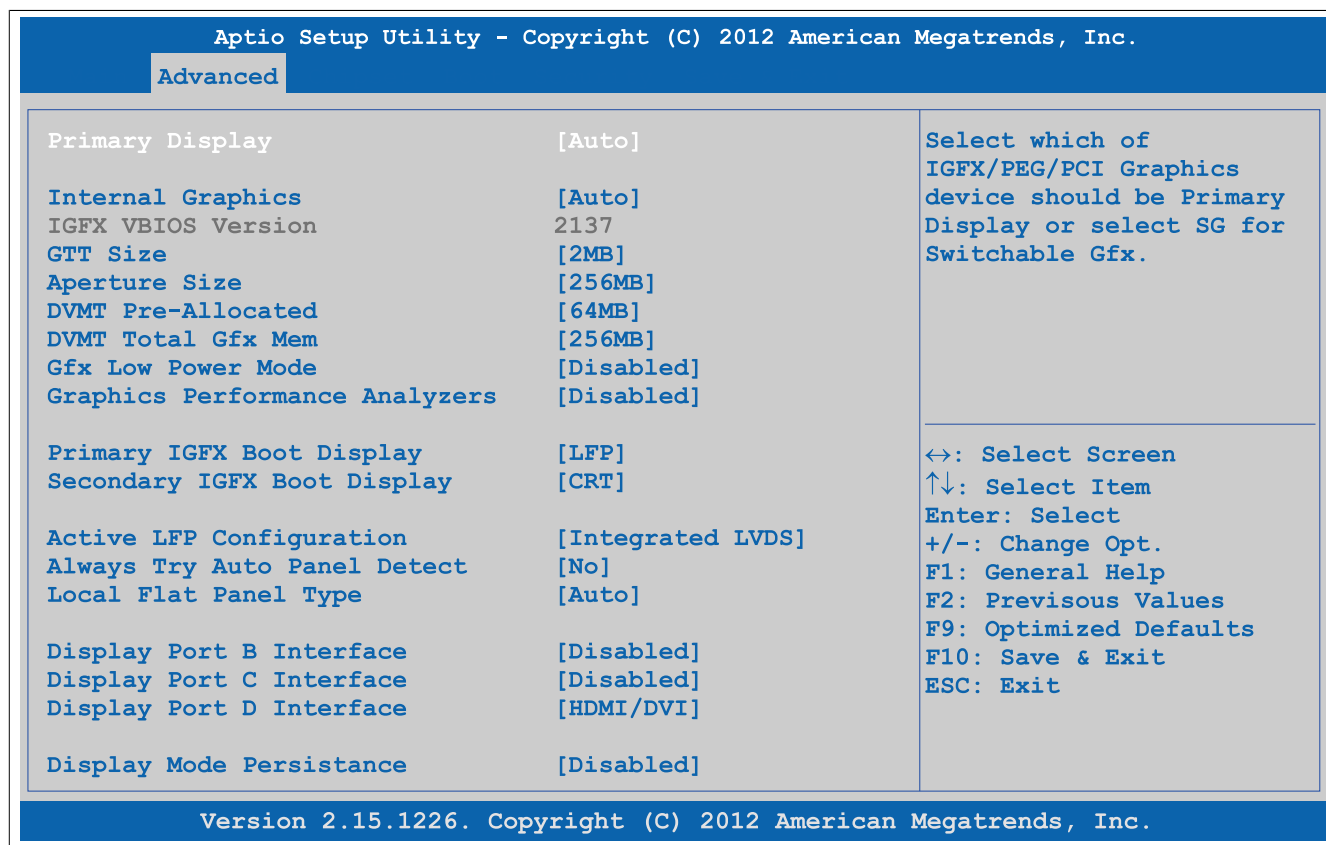 Aptio Setup Utility - Copyright (C) 2012 American Megatrends, Inc.
Advanced
Primary Display [Auto]
Internal Graphics [Auto]
IGFX VBIOS Version 2137
GTT Size [2MB]
Aperture Size [256MB]
DVMT Pre-Allocated [64MB]
DVMT Total Gfx Mem [256MB]
Gfx Low Power Mode [Disabled]
Graphics Performance Analyzers [Disabled]
Primary IGFX Boot Display [LFP]
Secondary IGFX Boot Display [CRT]
Active LFP Configuration [Integrated LVDS]
Always Try Auto Panel Detect [No]
Local Flat Panel Type [Auto]
Display Port B Interface [Disabled]
Display Port C Interface [Disabled]
Display Port D Interface [HDMI/DVI]
Display Mode Persistance [Disabled]
Select which of
IGFX/PEG/PCI Graphics
device should be Primary
Display or select SG for
Switchable Gfx.
↔: Select Screen
↑↓: Select Item
Enter: Select
+/-: Change Opt.
F1: General Help
F2: Previsous Values
F9: Optimized Defaults
F10: Save & Exit
ESC: Exit
Version 2.15.1226. Copyright (C) 2012 American Megatrends, Inc.